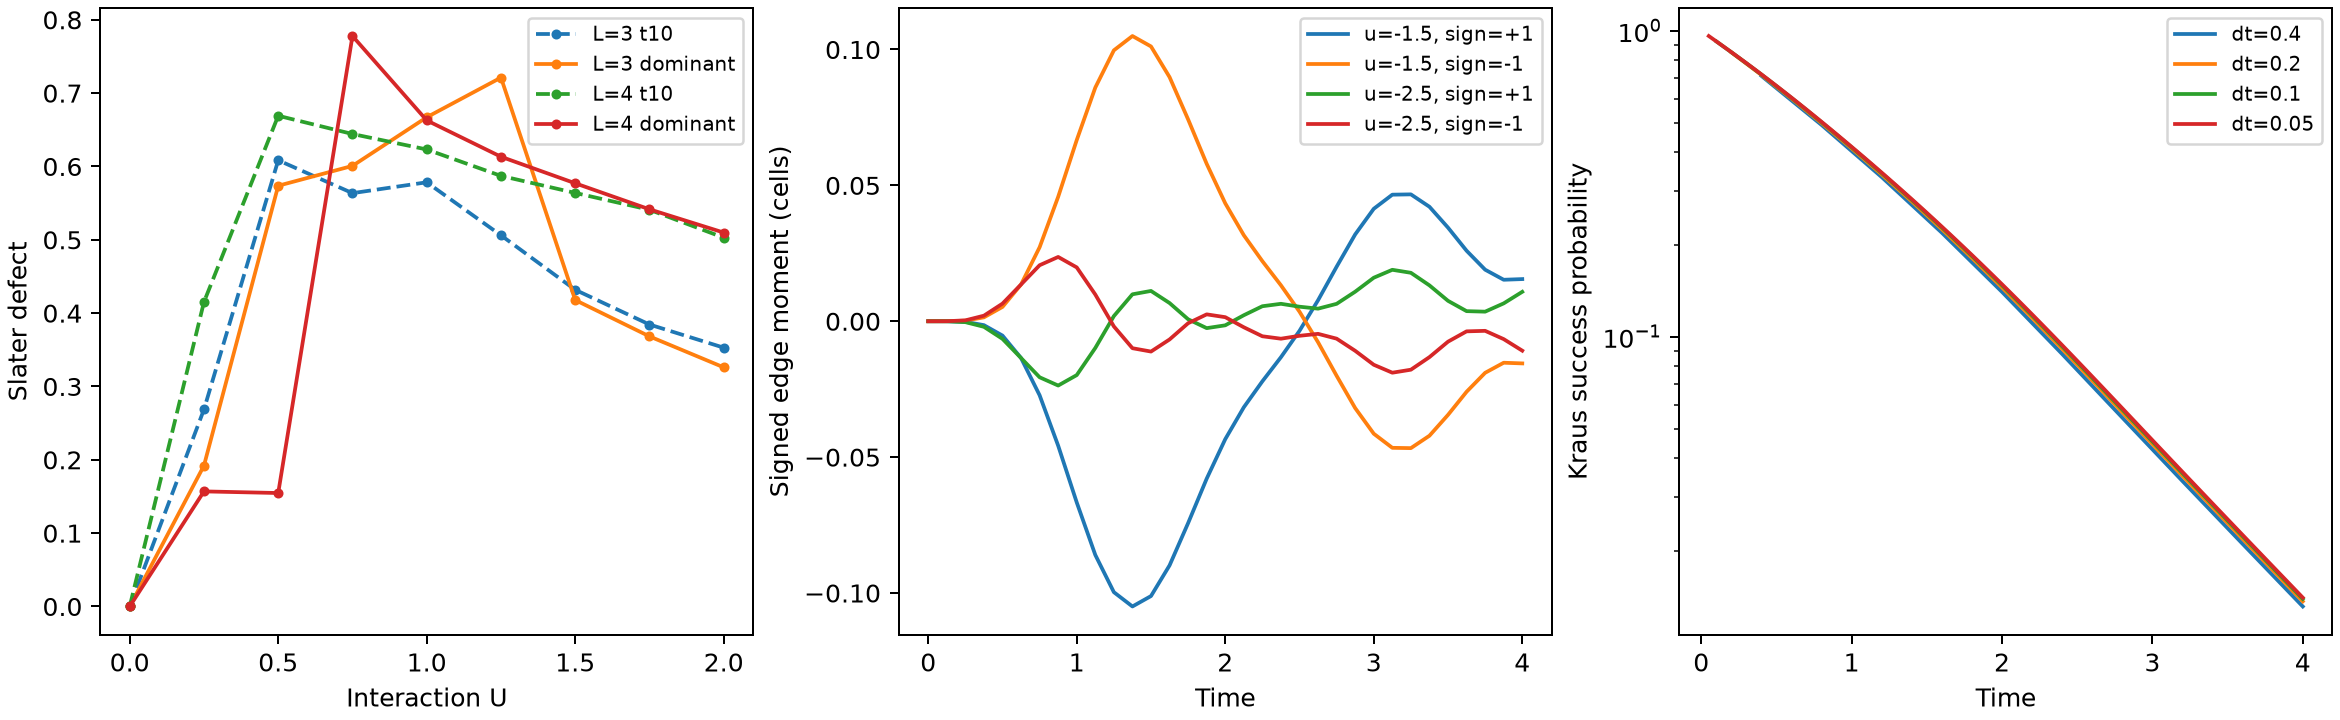 Slater defect
0.8
0.7
0.6
0.5
0.4
0.3
0.2
0.1
0.0
0.0 0.5 1.0 1.5 2.0
Interaction U
L=3 t10
L=3 dominant
L=4 t10
L=4 dominant
Signed edge moment (cells)
0.10
0.05
0.00
−0.05
−0.10
0 1 2 3 4
Time
u=-1.5, sign=+1
u=-1.5, sign=-1
u=-2.5, sign=+1
u=-2.5, sign=-1
Kraus success probability
10⁰
10⁻¹
0 1 2 3 4
Time
dt=0.4
dt=0.2
dt=0.1
dt=0.05